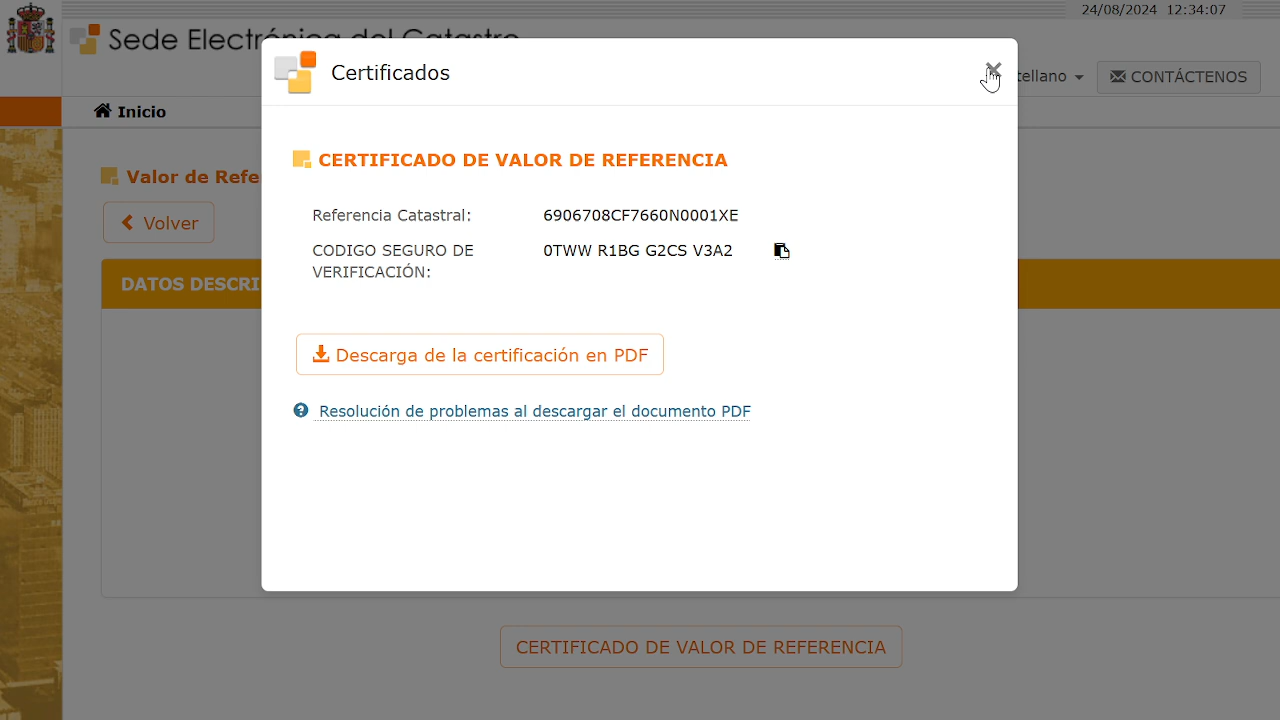 24/08/2024 12:34:07
Sede Electrónica del Catastro
Certificados
tellano
CONTÁCTENOS
Inicio
CERTIFICADO DE VALOR DE REFERENCIA
Valor de Refe
Referencia Catastral: 6906708CF7660N0001XE
Volver
CODIGO SEGURO DE VERIFICACIÓN: 0TWW R1BG G2CS V3A2
DATOS DESCRI
Descarga de la certificación en PDF
Resolución de problemas al descargar el documento PDF
CERTIFICADO DE VALOR DE REFERENCIA